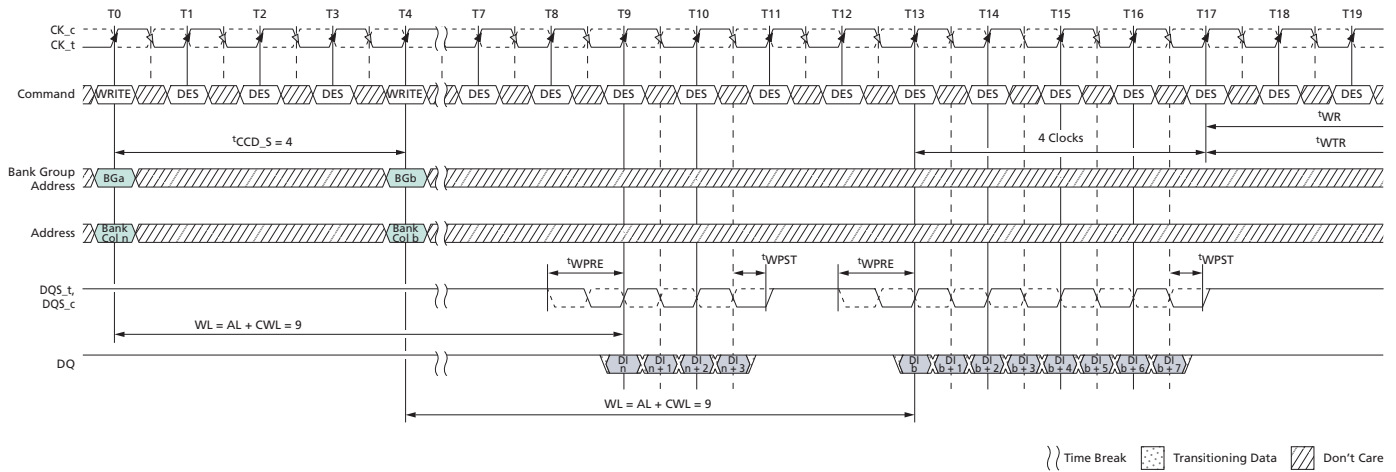 T0 T1 T2 T3 T4 T7 T8 T9 T10 T11 T12 T13 T14 T15 T16 T17 T18 T19
CK_c
CK_t
Command WRITE DES DES DES WRITE DES DES DES DES DES DES DES DES DES DES DES DES DES
tWR
tCCD_S = 4
4 Clocks
tWTR
Bank Group
Address
BGa BGb
Address
Bank
Col n
Bank
Col b
tWPRE tWPST tWPRE tWPST
DQS_t,
DQS_c
WL = AL + CWL = 9
DQ
DI
n
DI
n + 1
DI
n + 2
DI
n + 3
DI
b
DI
b + 1
DI
b + 2
DI
b + 3
DI
b + 4
DI
b + 5
DI
b + 6
DI
b + 7
WL = AL + CWL = 9
Time Break Transitioning Data Don't Care